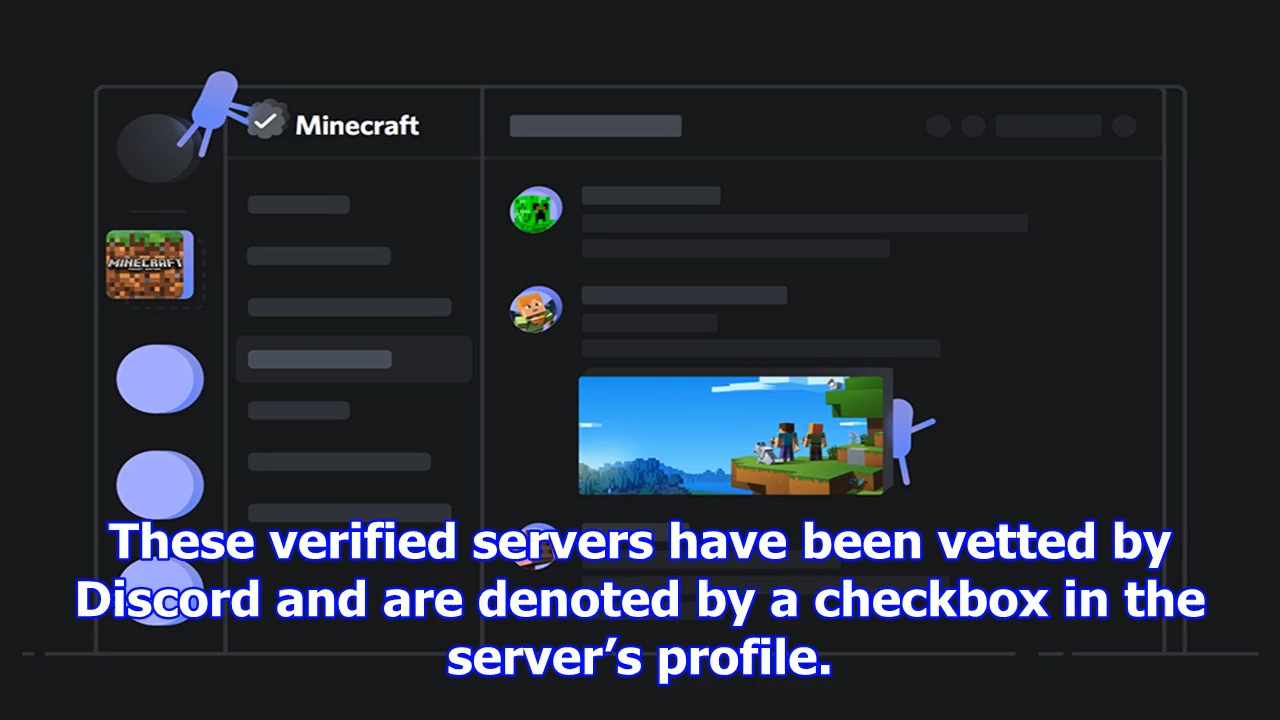 Minecraft
MINECRAFT
These verified servers have been vetted by
Discord and are denoted by a checkbox in the
server’s profile.